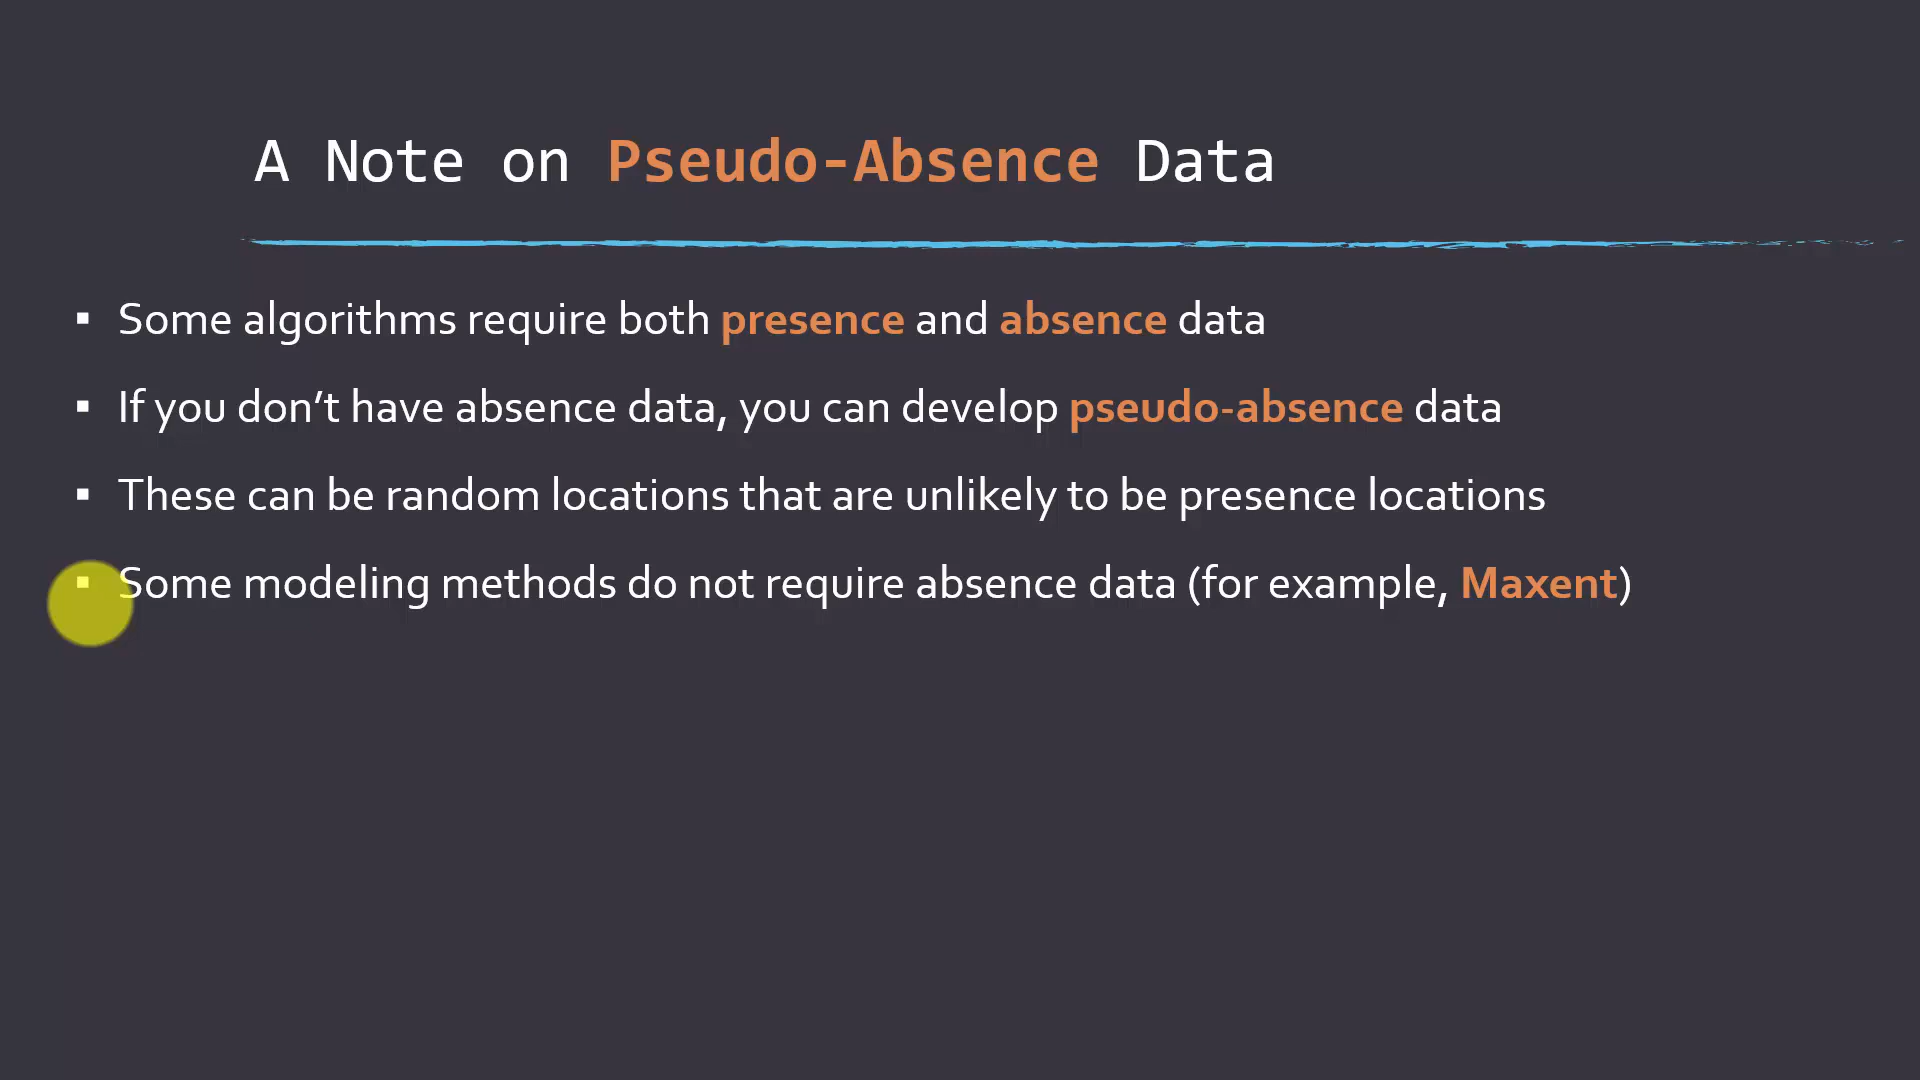 A Note on Pseudo-Absence Data
▪ Some algorithms require both presence and absence data
▪ If you don’t have absence data, you can develop pseudo-absence data
▪ These can be random locations that are unlikely to be presence locations
▪ Some modeling methods do not require absence data (for example, Maxent)